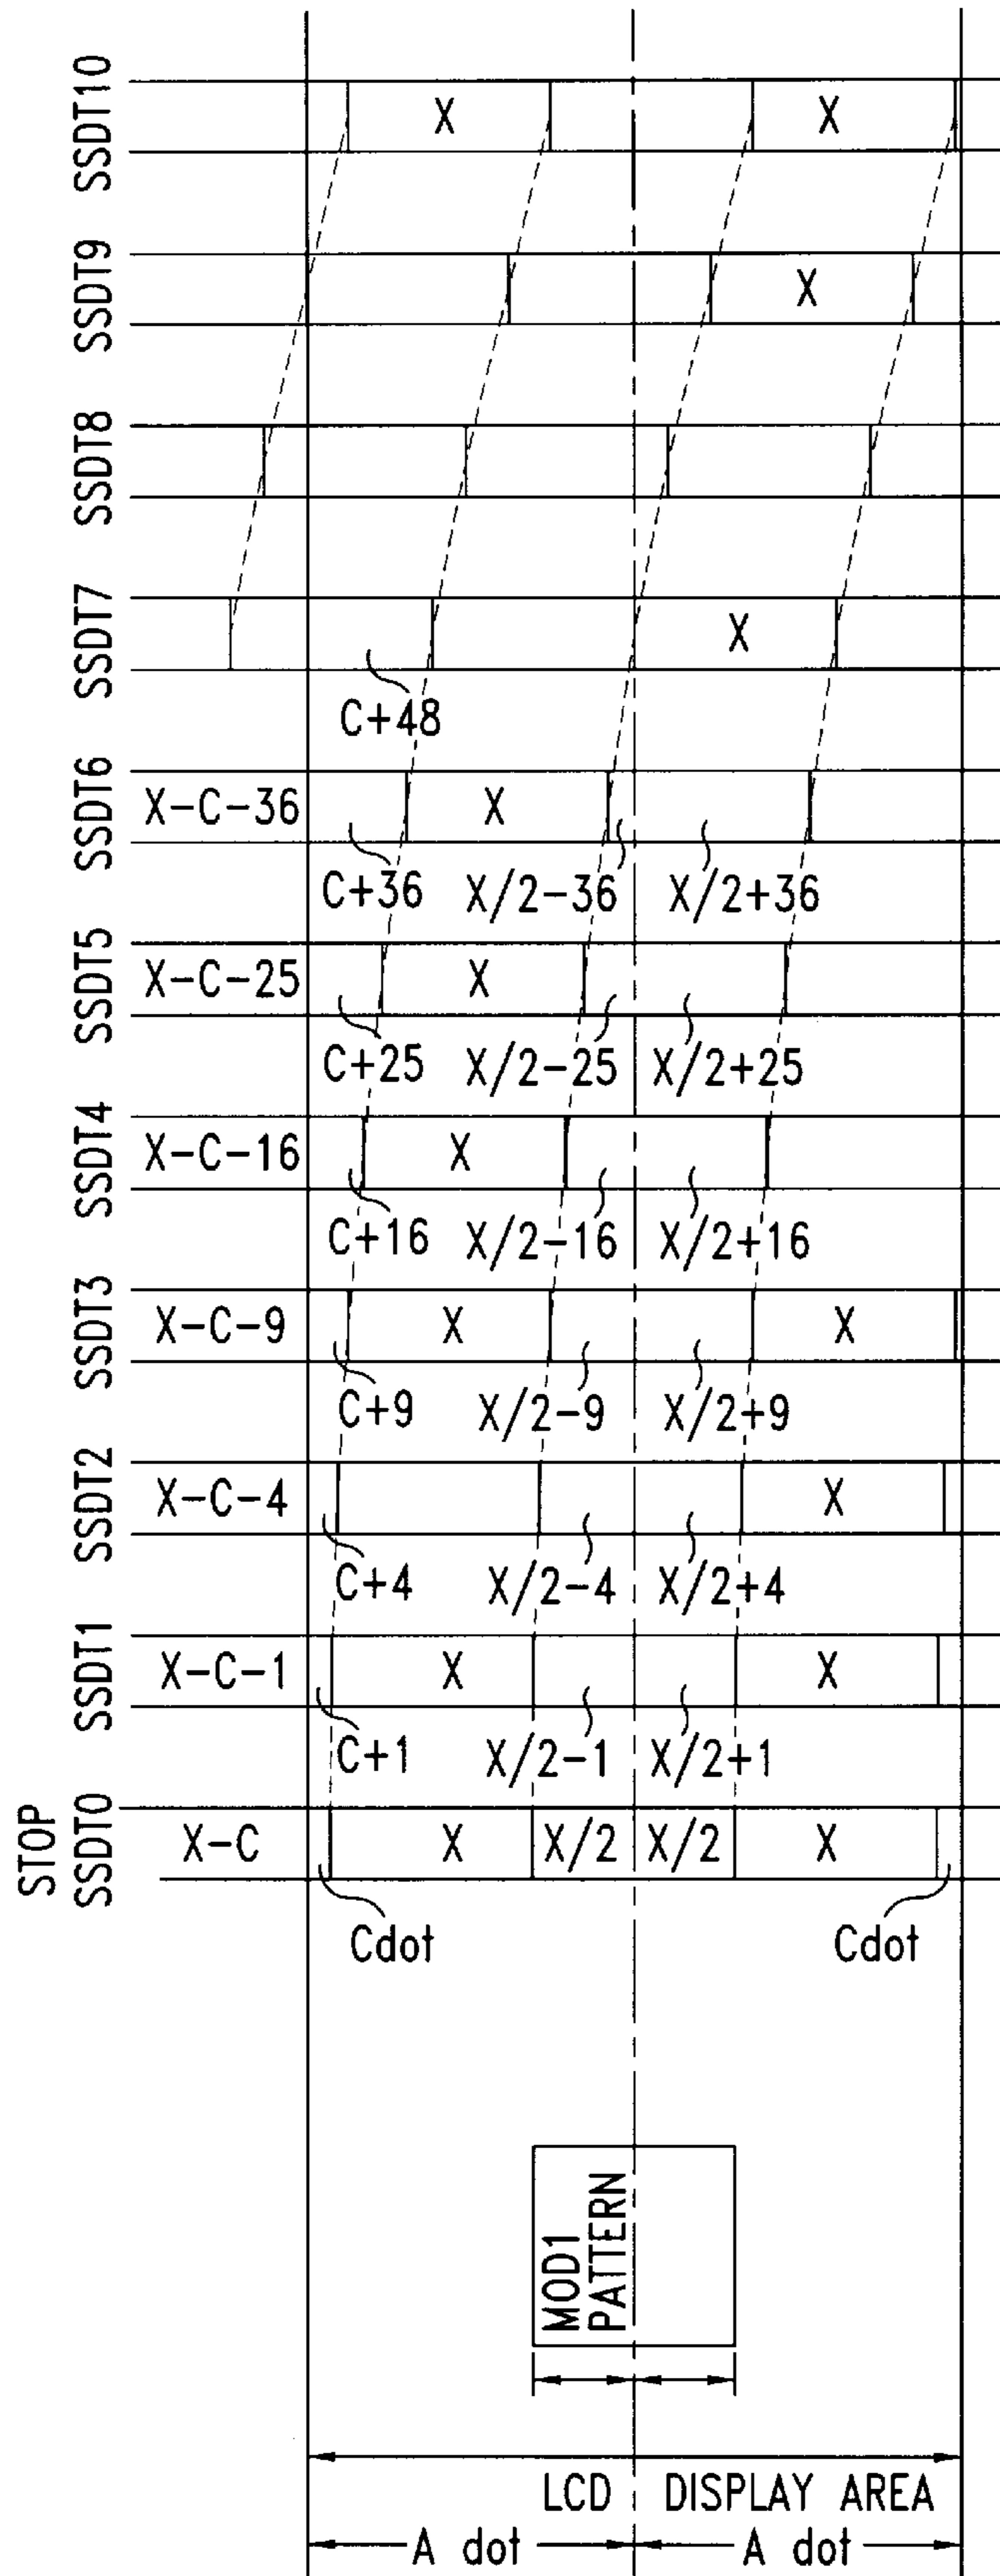 SSDT10
X X
SSDT9
X
SSDT8
SSDT7
X
C+48
SSDT6
X-C-36 X
C+36 X/2-36 X/2+36
SSDT5
X-C-25 X
C+25 X/2-25 X/2+25
SSDT4
X-C-16 X
C+16 X/2-16 X/2+16
SSDT3
X-C-9 X X
C+9 X/2-9 X/2+9
SSDT2
X-C-4 X
C+4 X/2-4 X/2+4
SSDT1
X-C-1 X X
C+1 X/2-1 X/2+1
STOP
SSDT0
X-C X X/2 X/2 X
Cdot Cdot
MOD1
PATTERN
LCD DISPLAY AREA
A dot A dot